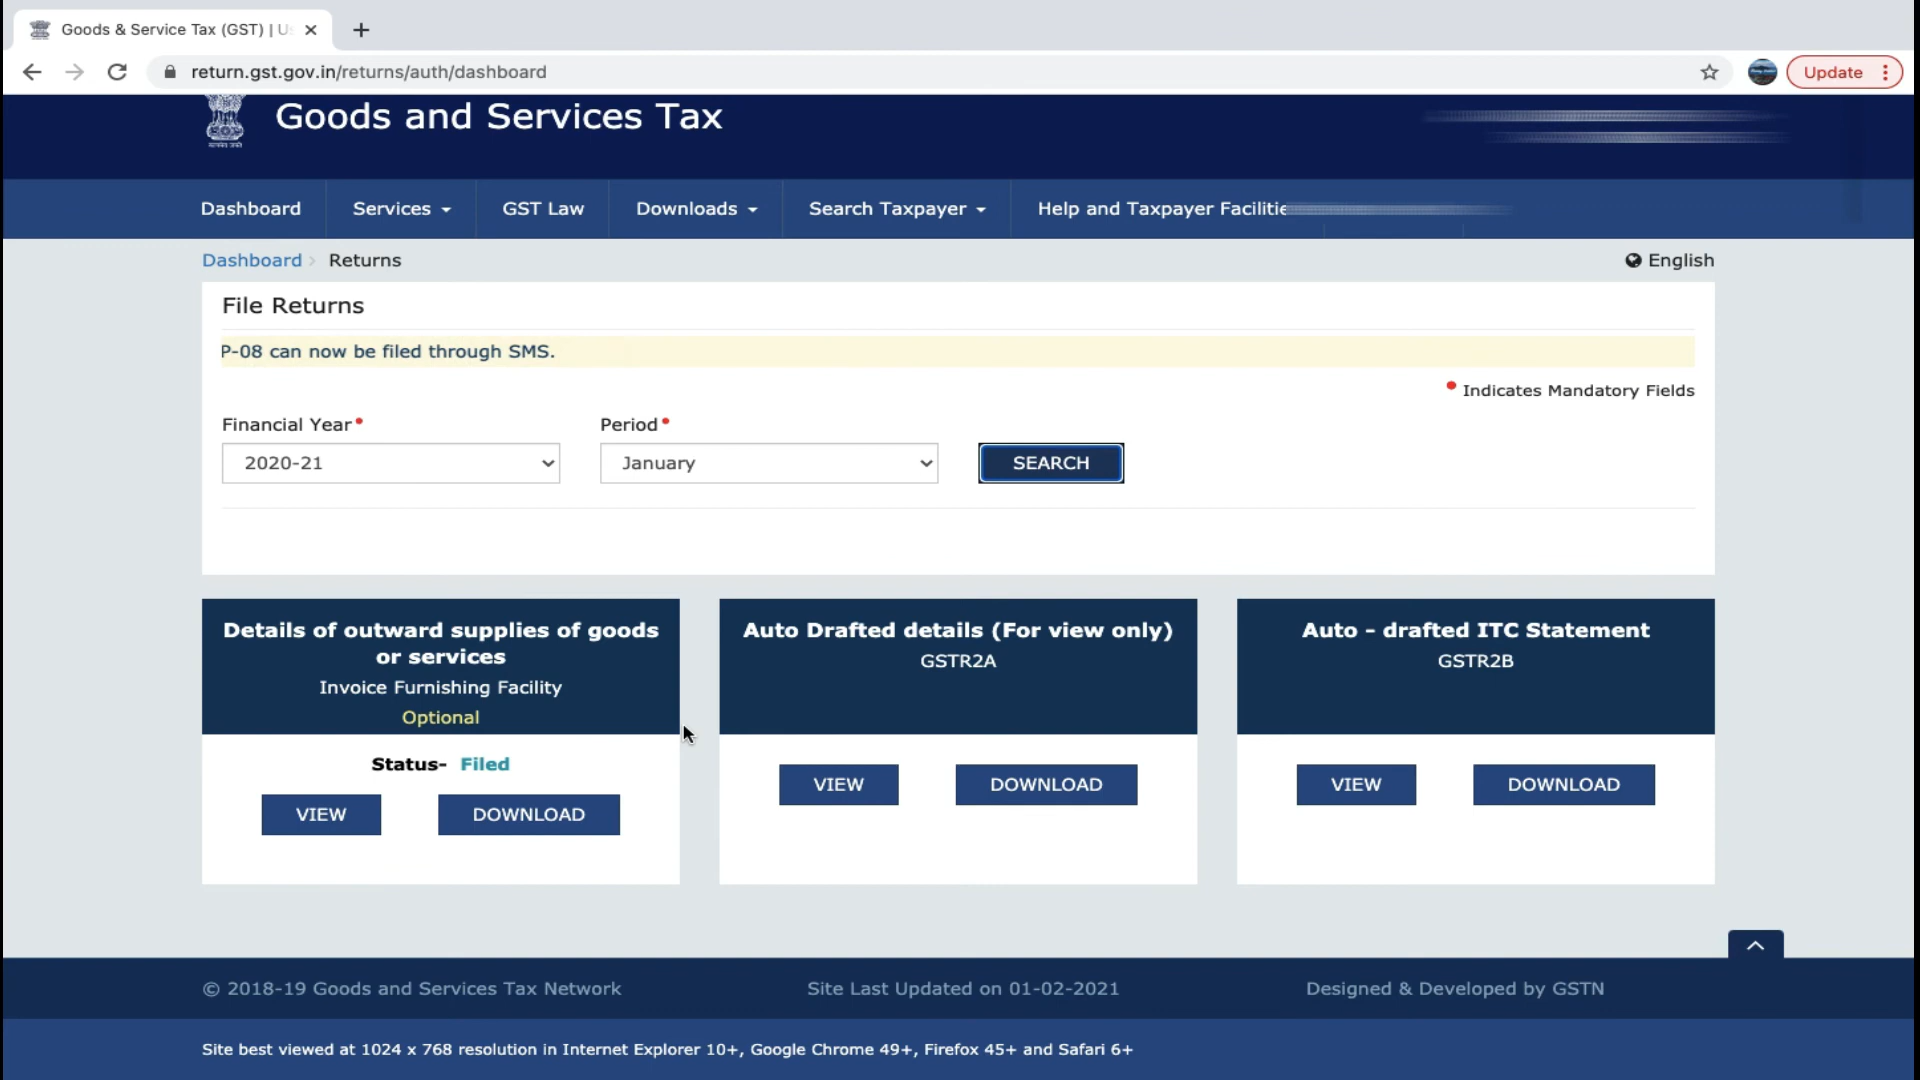 Goods & Service Tax (GST) | U
return.gst.gov.in/returns/auth/dashboard
Update
Goods and Services Tax
Dashboard
Services
GST Law
Downloads
Search Taxpayer
Help and Taxpayer Facilitie
Dashboard > Returns
English
File Returns
P-08 can now be filed through SMS.
• Indicates Mandatory Fields
Financial Year•
Period•
2020-21
January
SEARCH
Details of outward supplies of goods
or services
Invoice Furnishing Facility
Optional
Status- Filed
VIEW
DOWNLOAD
Auto Drafted details (For view only)
GSTR2A
VIEW
DOWNLOAD
Auto - drafted ITC Statement
GSTR2B
VIEW
DOWNLOAD
© 2018-19 Goods and Services Tax Network
Site Last Updated on 01-02-2021
Designed & Developed by GSTN
Site best viewed at 1024 x 768 resolution in Internet Explorer 10+, Google Chrome 49+, Firefox 45+ and Safari 6+